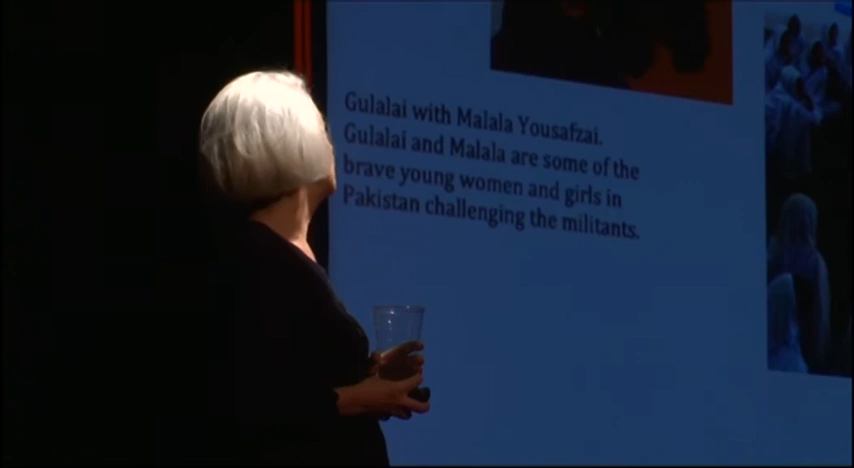 Gulalai with Malala Yousafzai.
Gulalai and Malala are some of the
brave young women and girls in
Pakistan challenging the militants.